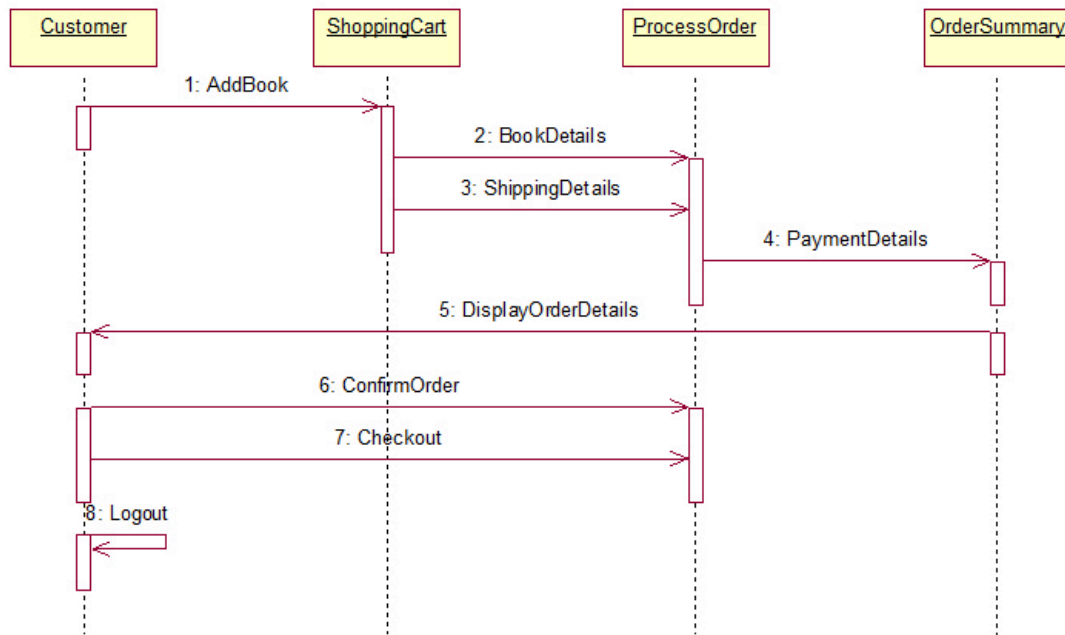 Customer
ShoppingCart
ProcessOrder
OrderSummary
1: AddBook
2: BookDetails
3: ShippingDetails
4: PaymentDetails
5: DisplayOrderDetails
6: ConfirmOrder
7: Checkout
8: Logout